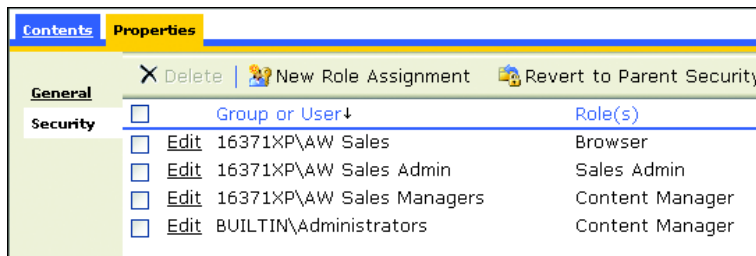 Contents Properties
Delete | New Role Assignment Revert to Parent Security
General
Security
Group or User↓ Role(s)
Edit 16371XP\AW Sales Browser
Edit 16371XP\AW Sales Admin Sales Admin
Edit 16371XP\AW Sales Managers Content Manager
Edit BUILTIN\Administrators Content Manager